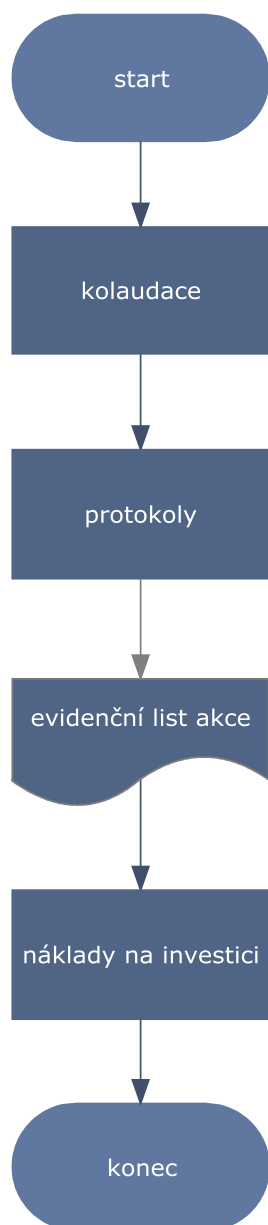 start
kolaudace
protokoly
evidenční list akce
náklady na investici
konec